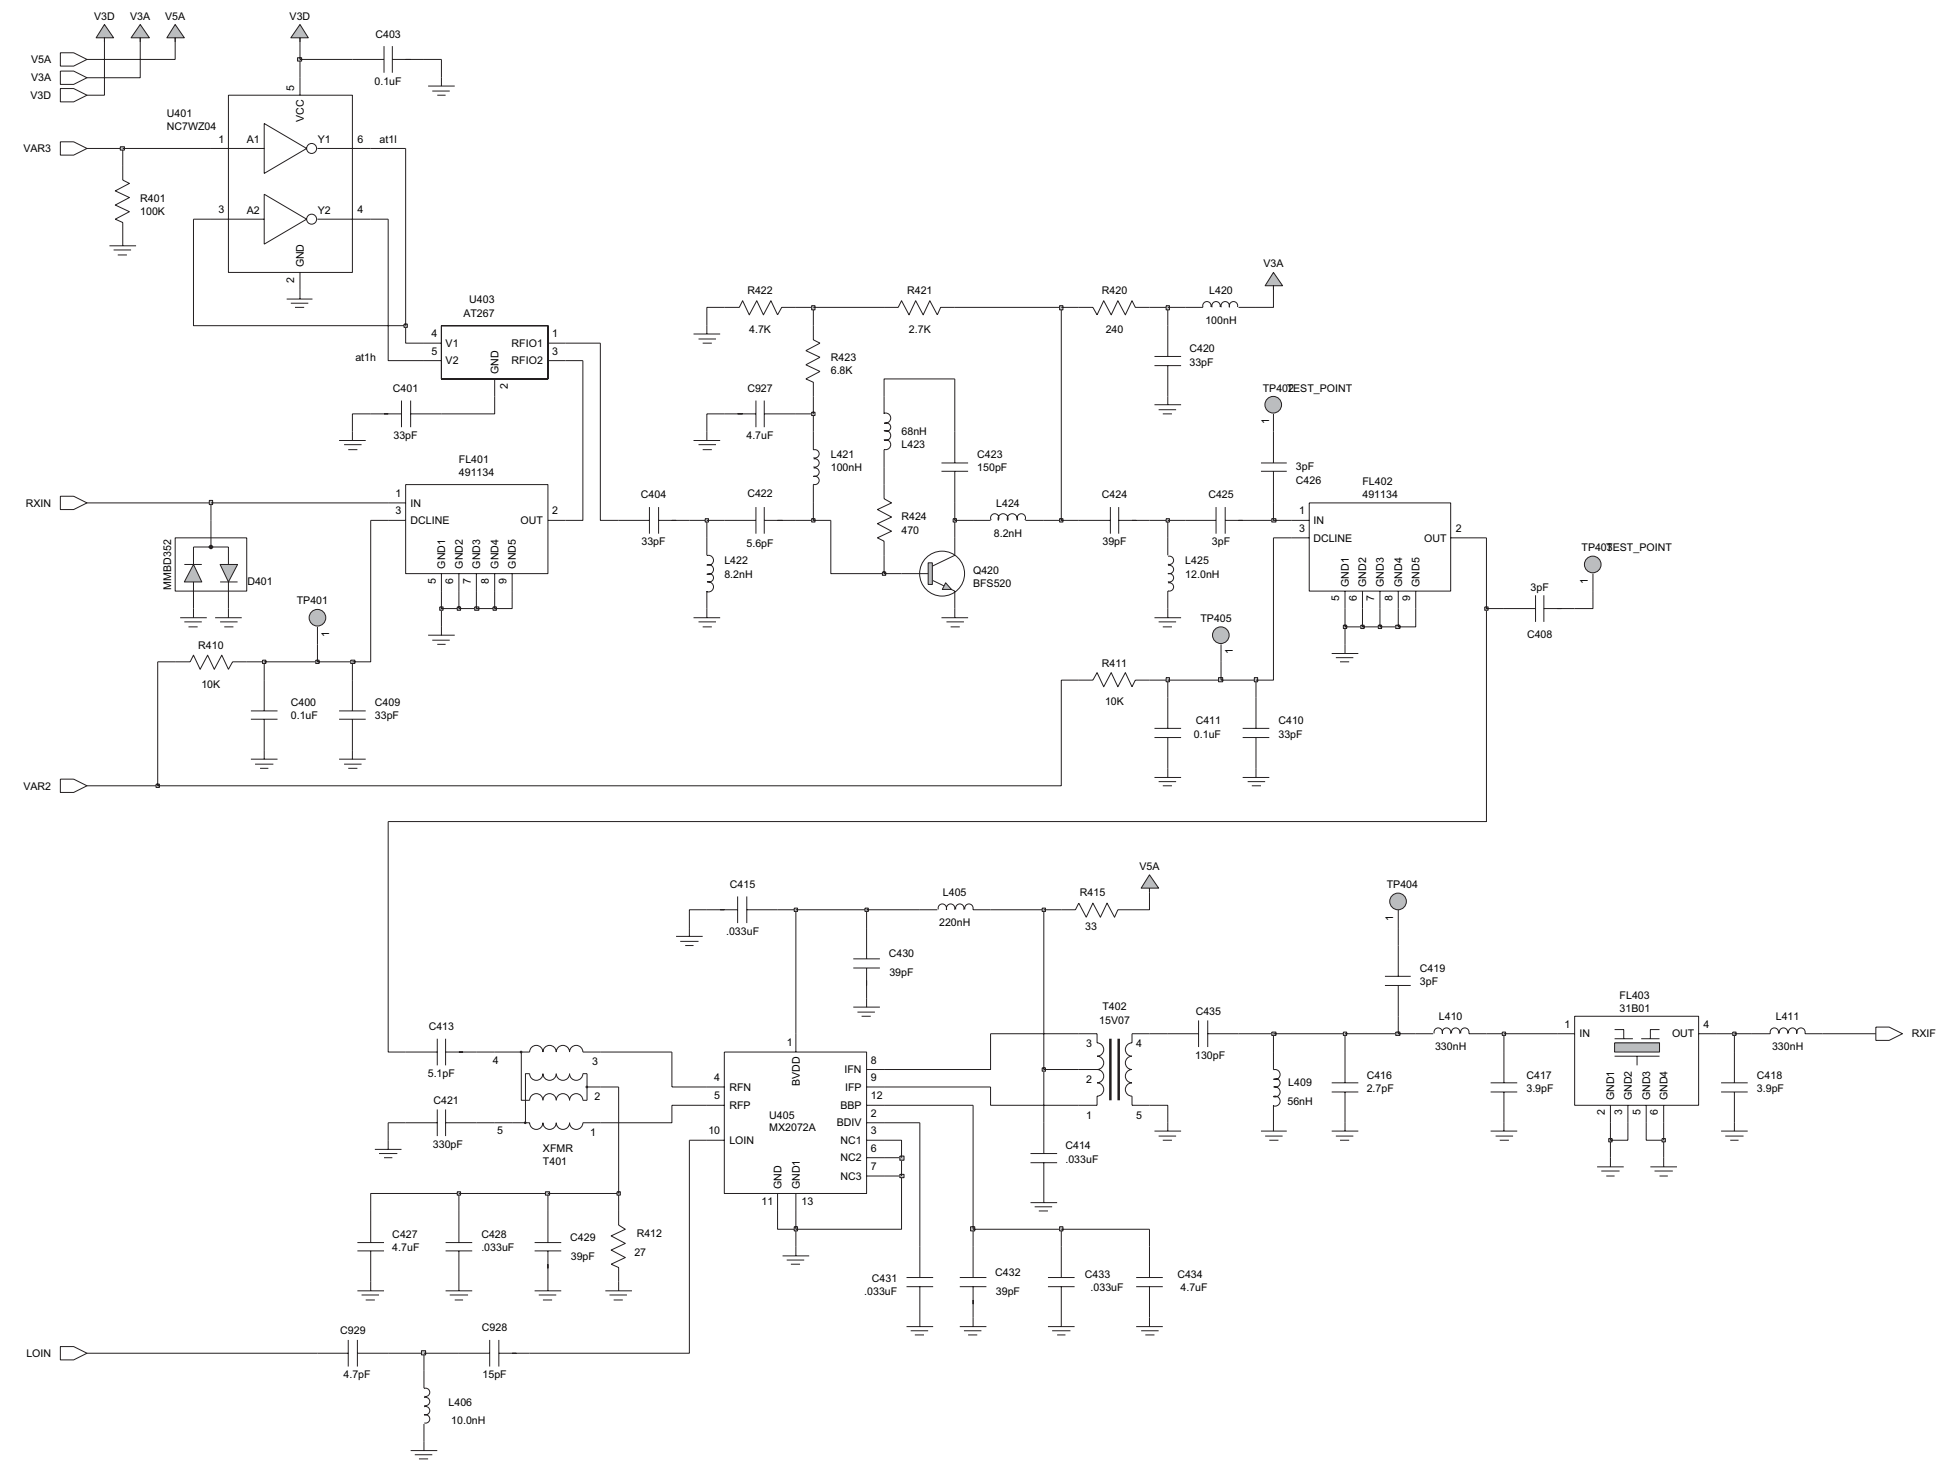 V3D V3A V5A
V5A
V3A
V3D
V3D
C403
0.1uF
5
VCC
U401
NC7WZ04
VAR3
1 A1 Y1 6 at1l
R401
100K
3 A2 Y2 4
GND
2
U403
AT267
4 V1 RFIO1 1
5 V2 RFIO2 3
at1h
GND
2
C401
33pF
R422
4.7K
R421
2.7K
R420
240
L420
100nH
V3A
R423
6.8K
C420
33pF
C927
4.7uF
68nH
L423
TP402 TEST_POINT
1
L421
100nH
C423
150pF
3pF
C426
FL401
491134
RXIN
1 IN
3 DCLINE
OUT 2
GND1 GND2 GND3 GND4 GND5
5 6 7 8 9
C404
33pF
C422
5.6pF
R424
470
L424
8.2nH
C424
39pF
C425
3pF
FL402
491134
1 IN
3 DCLINE
OUT 2
GND1 GND2 GND3 GND4 GND5
5 6 7 8 9
TP403 TEST_POINT
1
3pF
C408
MMBD352
D401
L422
8.2nH
Q420
BFS520
L425
12.0nH
TP401
1
TP405
1
R410
10K
R411
10K
C400
0.1uF
C409
33pF
C411
0.1uF
C410
33pF
VAR2
C415
.033uF
L405
220nH
R415
33
V5A
TP404
1
C430
39pF
C419
3pF
T402
15V07
3 4
2
1 5
C435
130pF
L410
330nH
FL403
31B01
1 IN OUT 4
GND1 GND2 GND3 GND4
2 3 5 6
L411
330nH
RXIF
C413
5.1pF
4 3
2
5 1
XFMR
T401
C421
330pF
1
BVDD
4 RFN
5 RFP
10 LOIN
U405
MX2072A
IFN 8
IFP 9
BBP 12
BDIV 2
NC1 3
NC2 6
NC3 7
GND GND1
11 13
L409
56nH
C416
2.7pF
C417
3.9pF
C418
3.9pF
C414
.033uF
C427
4.7uF
C428
.033uF
C429
39pF
R412
27
C431
.033uF
C432
39pF
C433
.033uF
C434
4.7uF
LOIN
C929
4.7pF
C928
15pF
L406
10.0nH